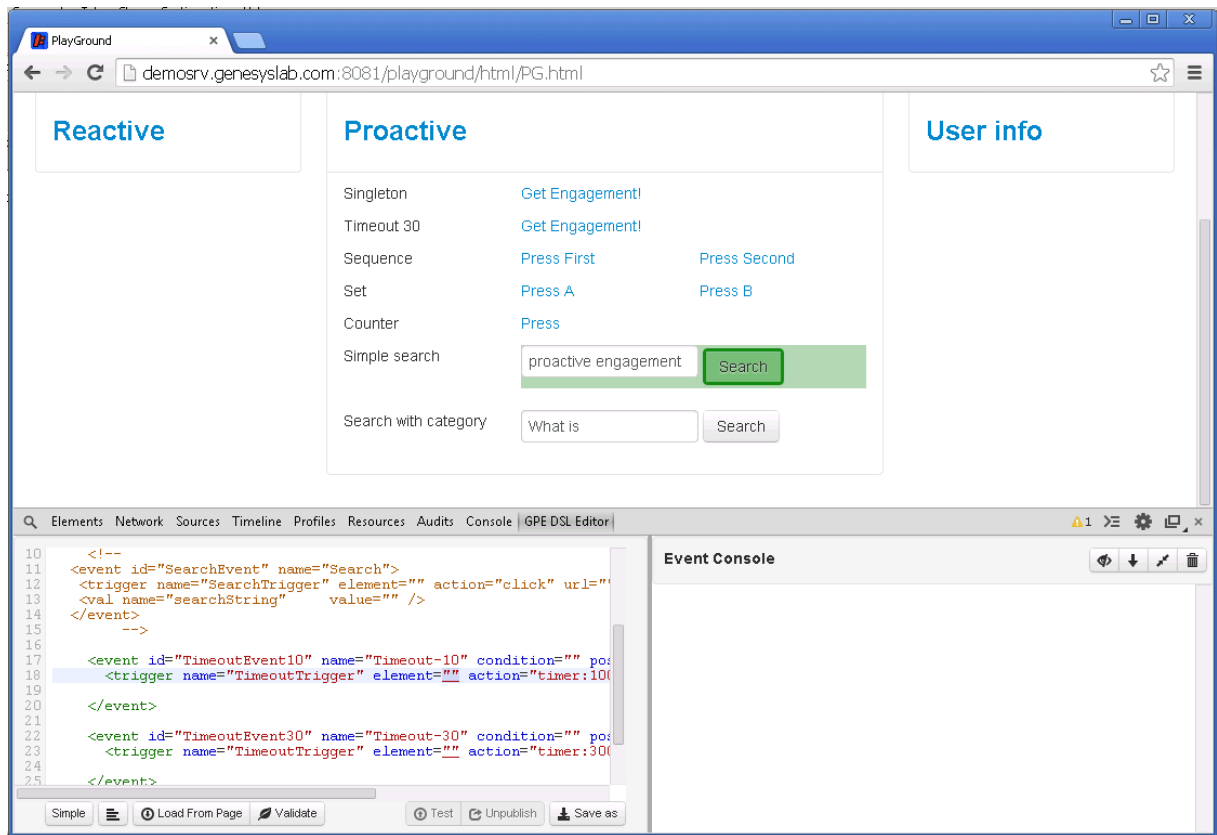 PlayGround
demosrv.genesyslab.com:8081/playground/html/PG.html
Reactive
Proactive
User info
Singleton Get Engagement!
Timeout 30 Get Engagement!
Sequence Press First Press Second
Set Press A Press B
Counter Press
Simple search proactive engagement Search
Search with category What is Search
Elements Network Sources Timeline Profiles Resources Audits Console GPE DSL Editor 1
10 <!--
11 <event id="SearchEvent" name="Search">
12 <trigger name="SearchTrigger" element="" action="click" url=""
13 <val name="searchString" value="" />
14 </event>
15 -->
16
17 <event id="TimeoutEvent10" name="Timeout-10" condition="" pos
18 <trigger name="TimeoutTrigger" element="" action="timer:100
19
20 </event>
21
22 <event id="TimeoutEvent30" name="Timeout-30" condition="" pos
23 <trigger name="TimeoutTrigger" element="" action="timer:300
24
25 </event>
Event Console
Simple Load From Page Validate Test Unpublish Save as